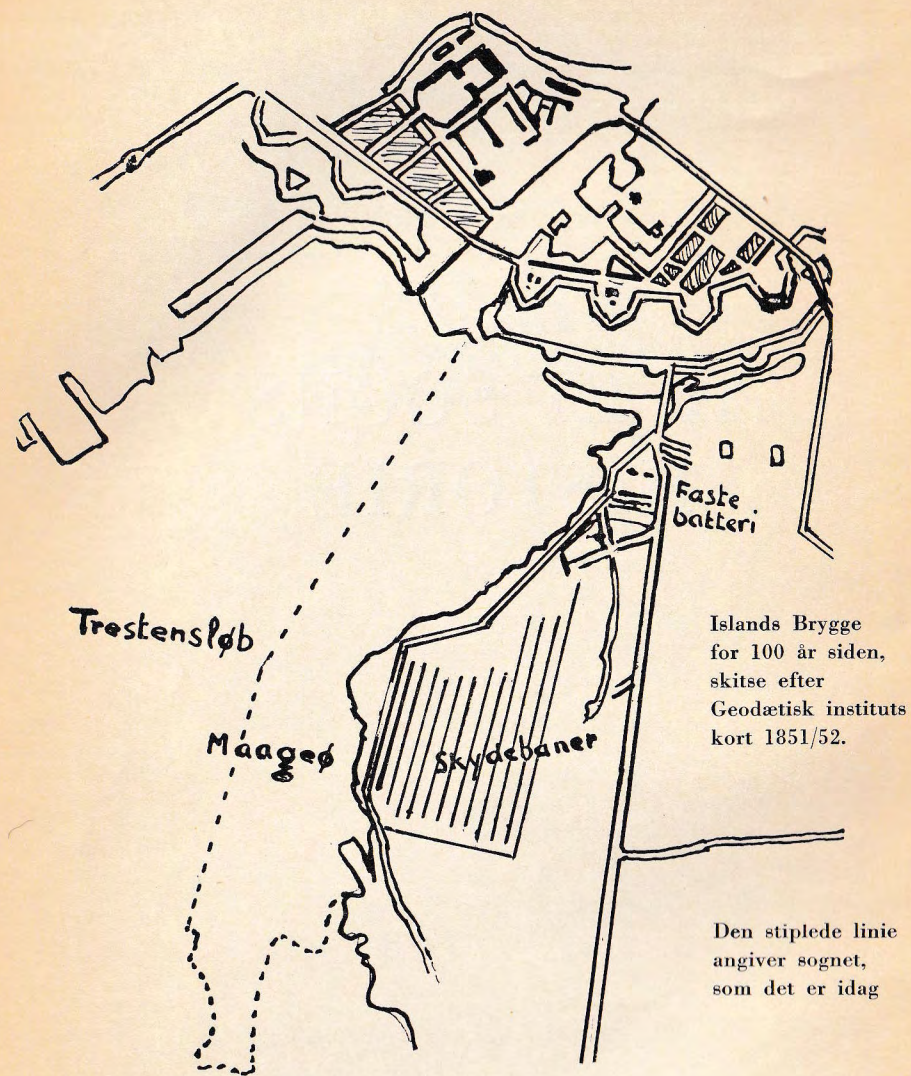 Faste
batteri
Trestensløb
Islands Brygge
for 100 år siden,
skitse efter
Geodætisk instituts
kort 1851/52.
Maageø
Skydebaner
Den stiplede linie
angiver sognet,
som det er idag